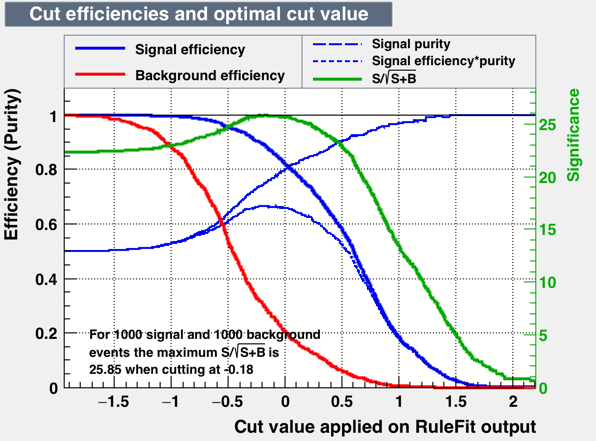 Cut efficiencies and optimal cut value
Signal efficiency
Background efficiency
Signal purity
Signal efficiency*purity
S/√S+B
Efficiency (Purity)
1
0.8
0.6
0.4
0.2
0
Significance
25
20
15
10
5
0
For 1000 signal and 1000 background
events the maximum S/√S+B is
25.85 when cutting at -0.18
−1.5 −1 −0.5 0 0.5 1 1.5 2
Cut value applied on RuleFit output